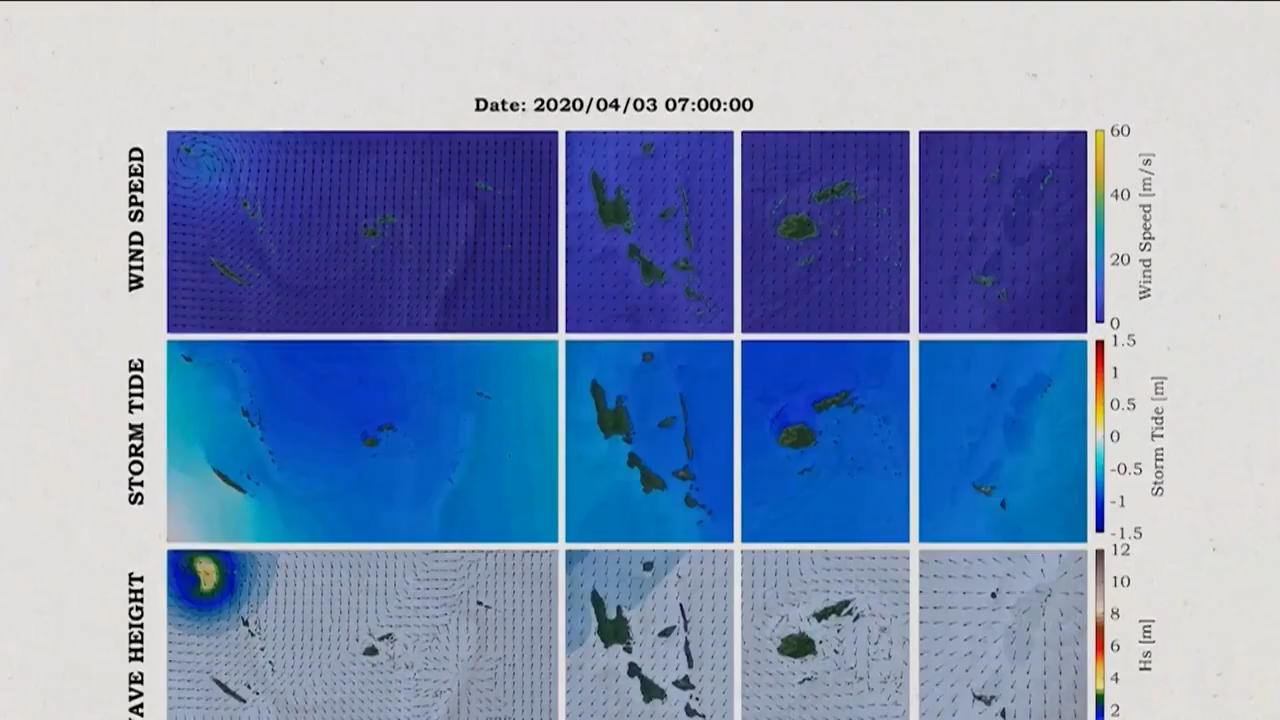 Date: 2020/04/03 07:00:00
WIND SPEED
60
40
20
0
Wind Speed [m/s]
STORM TIDE
1.5
1
0.5
0
-0.5
-1
-1.5
Storm Tide [m]
AVE HEIGHT
12
10
8
6
4
2
Hs [m]